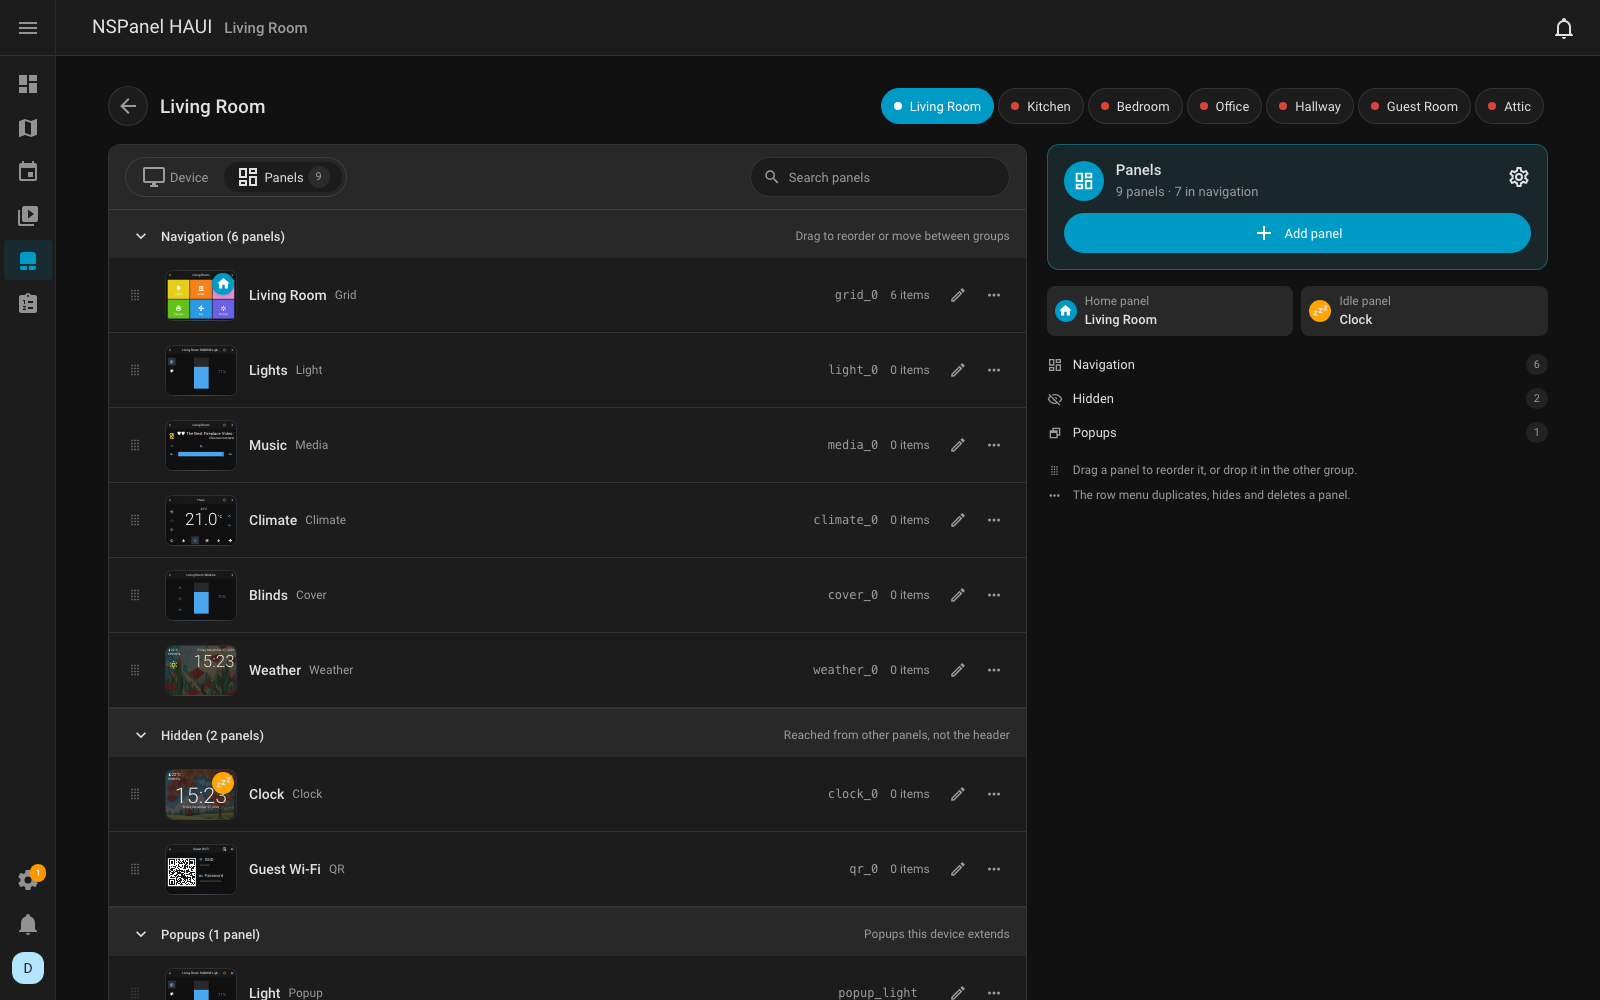 NSPanel HAUI Living Room
Living Room
Living Room Kitchen Bedroom Office Hallway Guest Room Attic
Device Panels 9
Search panels
Navigation (6 panels) Drag to reorder or move between groups
Living Room Grid grid_0 6 items
Lights Light light_0 0 items
Music Media media_0 0 items
21.0
Climate Climate climate_0 0 items
Blinds Cover cover_0 0 items
15:23
Weather Weather weather_0 0 items
Hidden (2 panels) Reached from other panels, not the header
15:23
Clock Clock clock_0 0 items
Guest Wi-Fi QR qr_0 0 items
Popups (1 panel) Popups this device extends
Light Popup popup_light
Panels
9 panels · 7 in navigation
Add panel
Home panel
Living Room
Idle panel
Clock
Navigation 6
Hidden 2
Popups 1
Drag a panel to reorder it, or drop it in the other group.
The row menu duplicates, hides and deletes a panel.
1
D